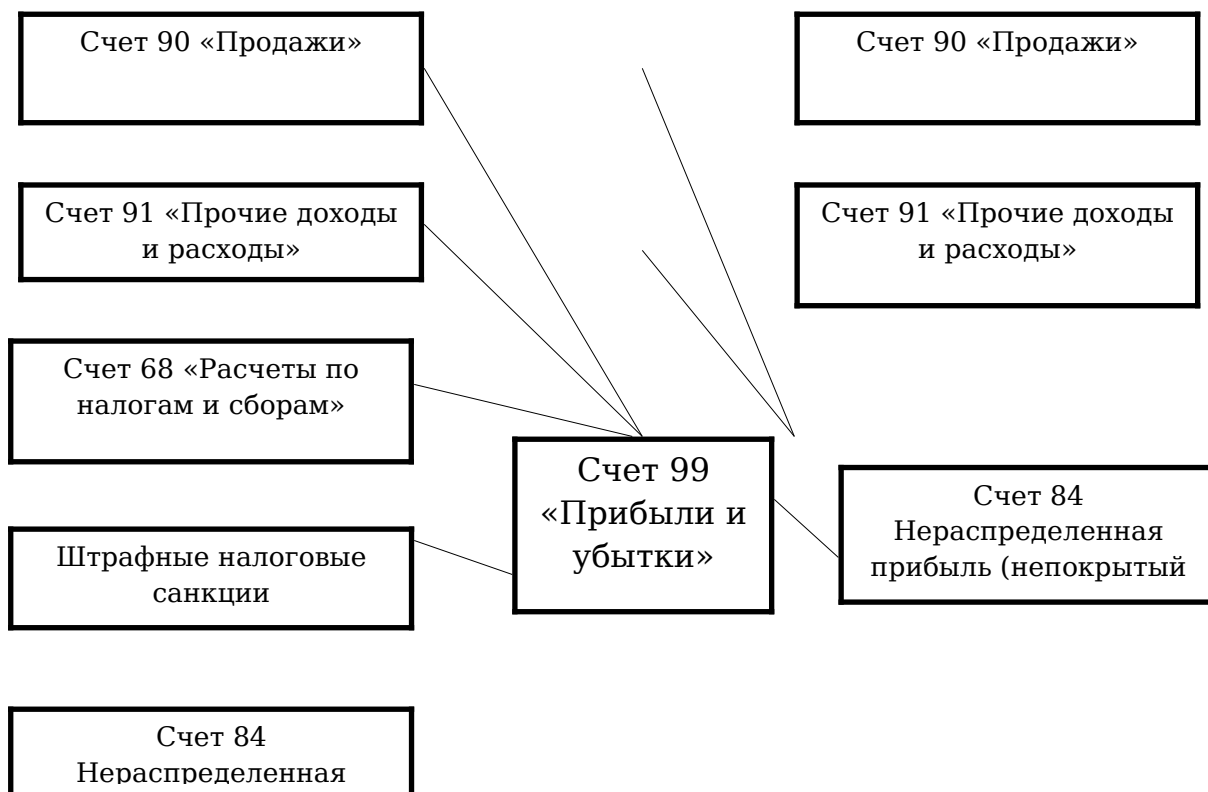 Счет 90 «Продажи»
Счет 90 «Продажи»
Счет 91 «Прочие доходы
и расходы»
Счет 91 «Прочие доходы
и расходы»
Счет 68 «Расчеты по
налогам и сборам»
Счет 99
«Прибыли и
убытки»
Счет 84
Нераспределенная
прибыль (непокрытый
Штрафные налоговые
санкции
Счет 84
Нераспределенная